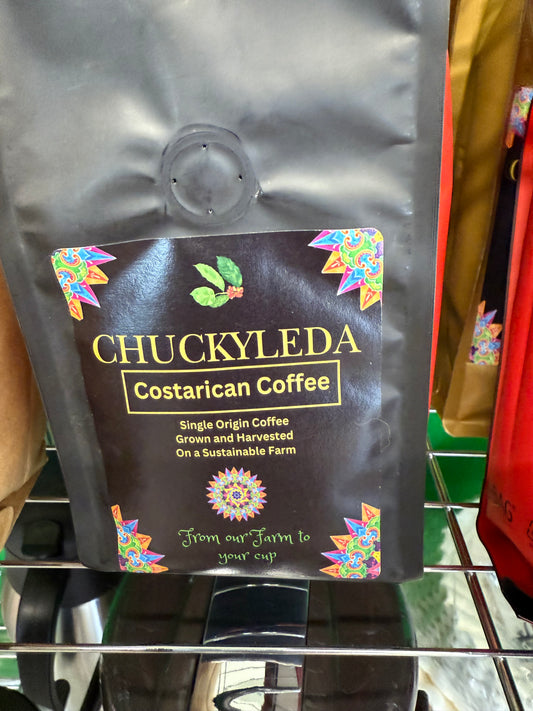 CHUCKYLEDA
Costarican Coffee
Single Origin Coffee
Grown and Harvested
On a Sustainable Farm
From our Farm to
your cup